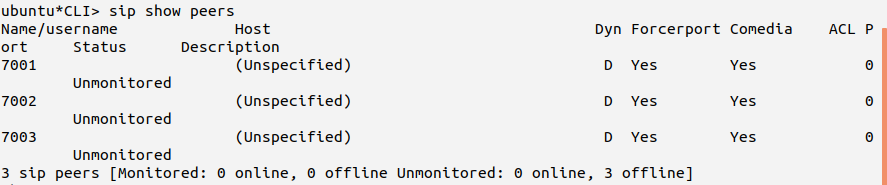 ubuntu*CLI> sip show peers
Name/username             Host                                    Dyn Forcerport Comedia    ACL P
ort     Status      Description
7001                      (Unspecified)                            D  Yes        Yes            0
        Unmonitored
7002                      (Unspecified)                            D  Yes        Yes            0
        Unmonitored
7003                      (Unspecified)                            D  Yes        Yes            0
        Unmonitored
3 sip peers [Monitored: 0 online, 0 offline Unmonitored: 0 online, 3 offline]